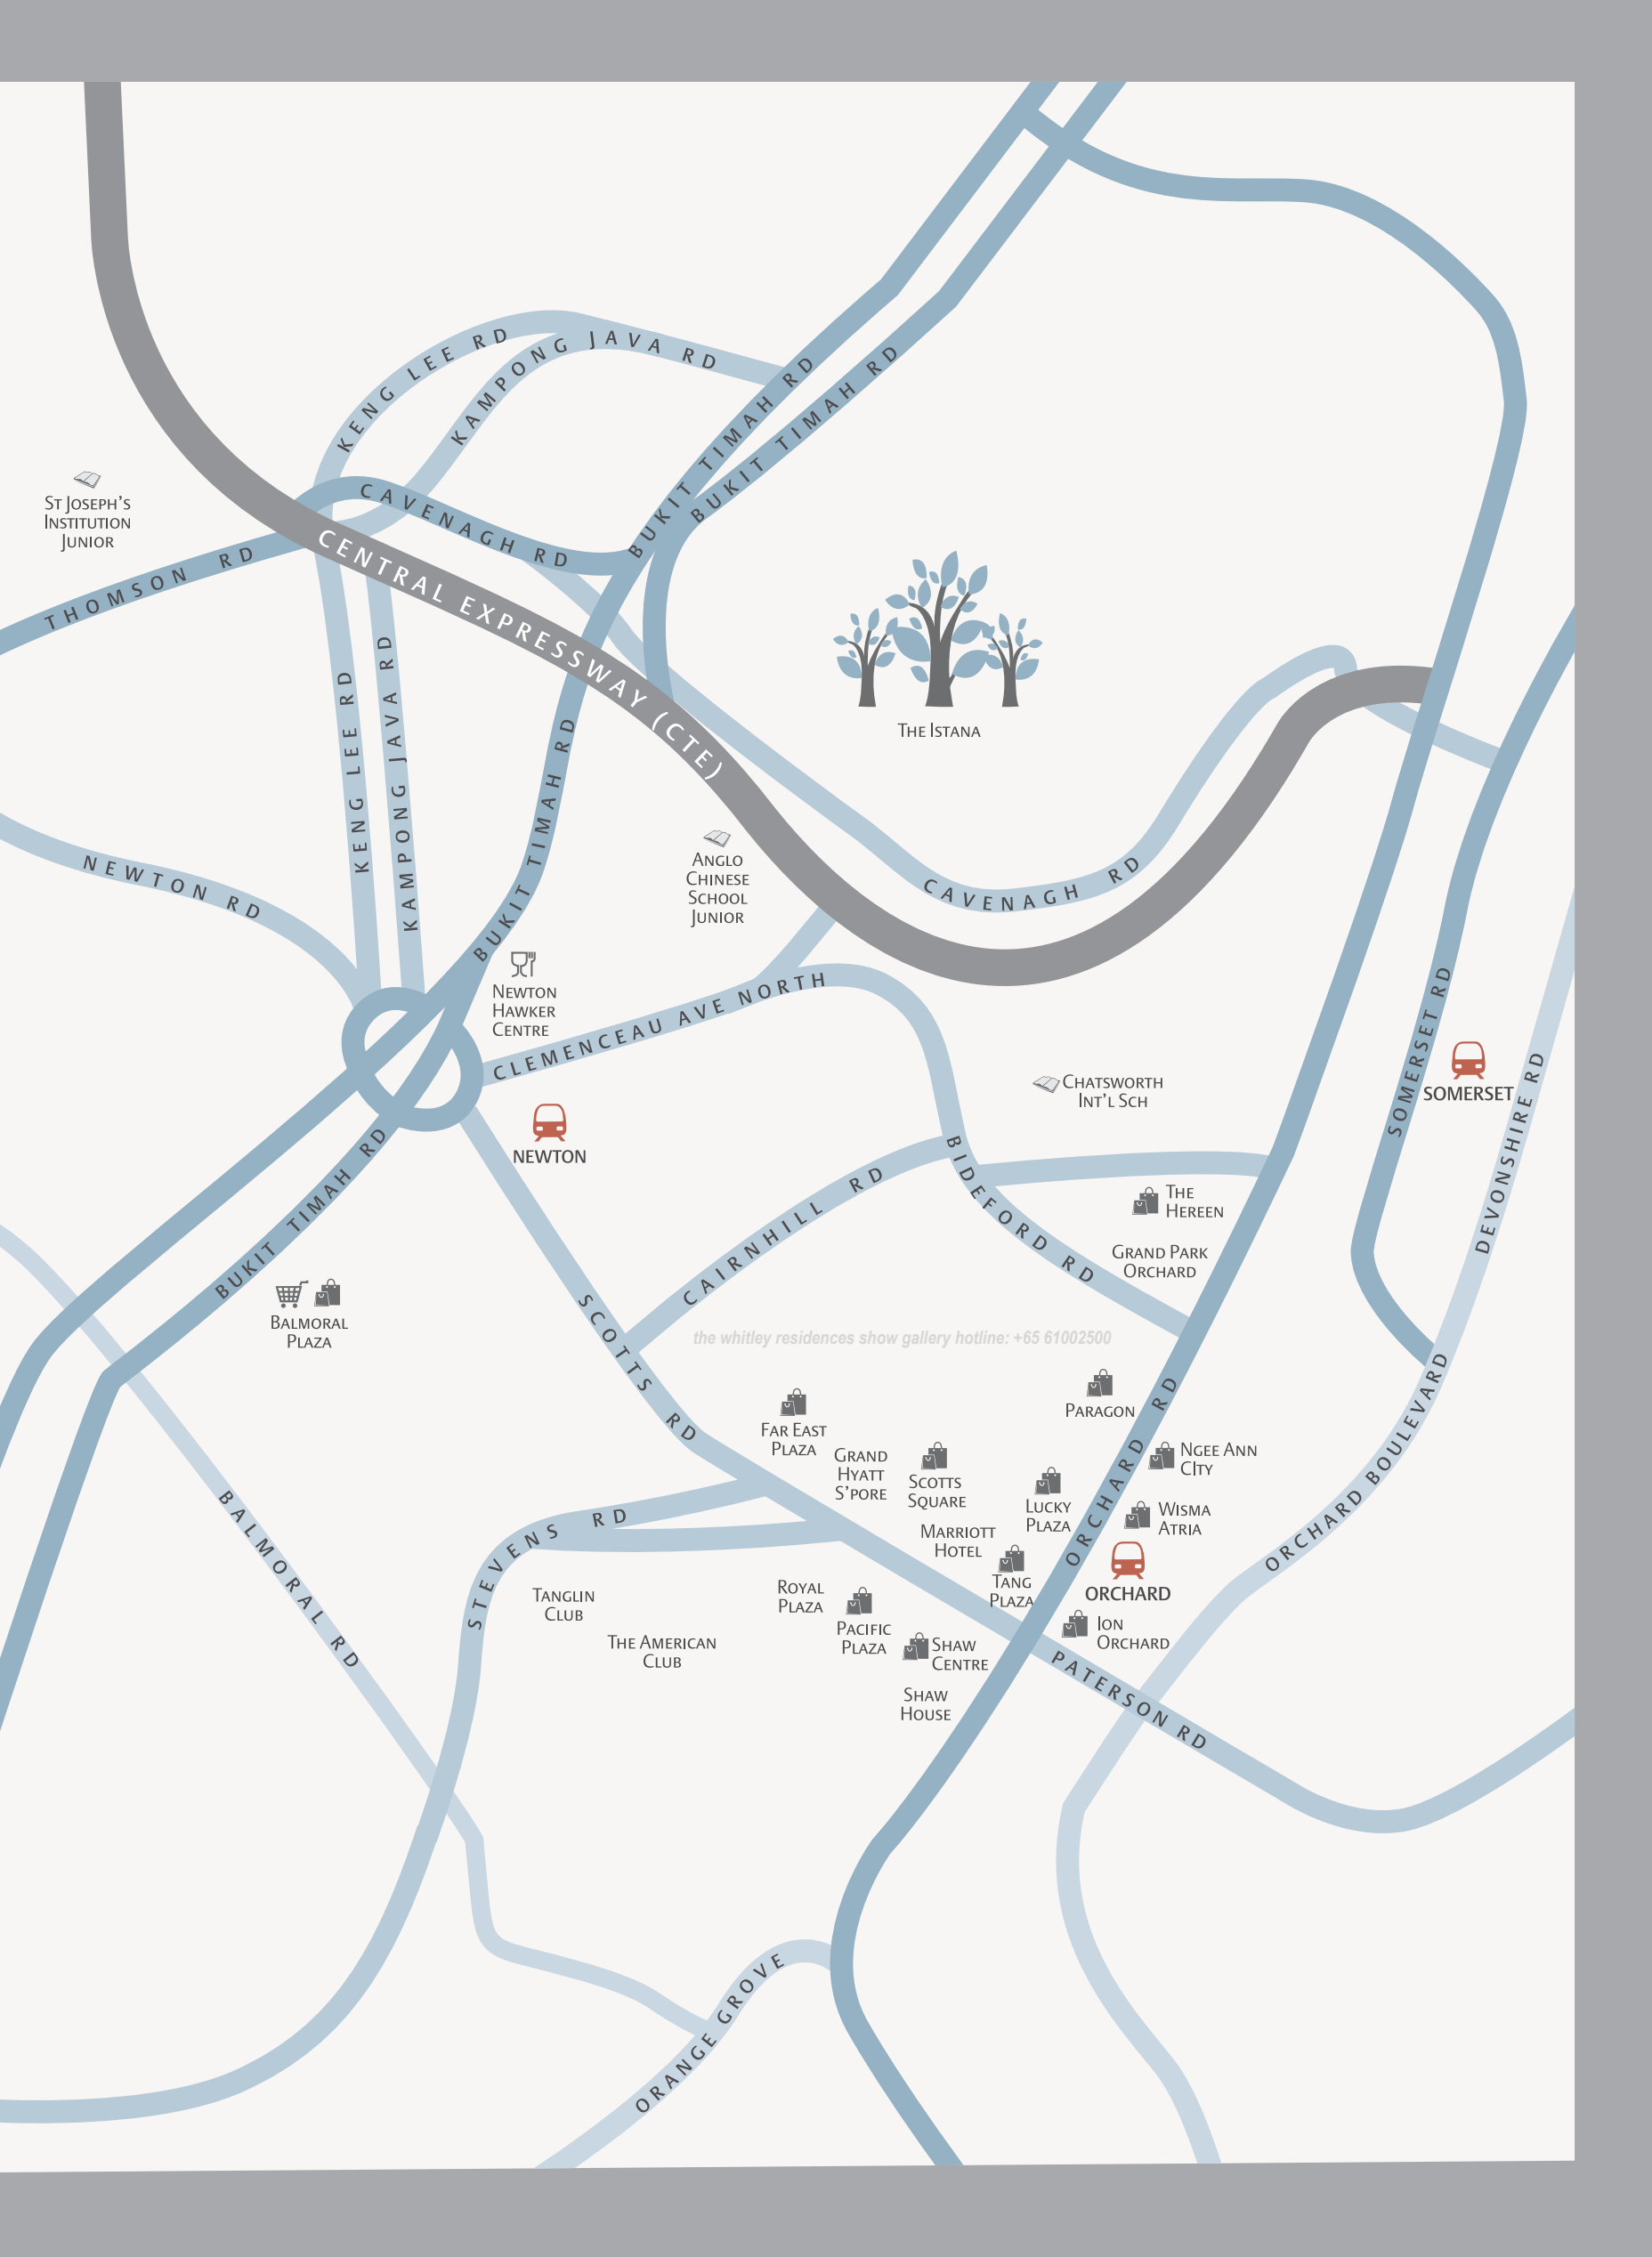 KENG LEE RD
KAMPONG JAVA RD
BUKIT TIMAH RD
BUKIT TIMAH RD
ST JOSEPH'S
INSTITUTION
JUNIOR
CAVENAGH RD
THOMSON RD
CENTRAL EXPRESSWAY (CTE)
THE ISTANA
KENG LEE RD
KAMPONG JAVA RD
BUKIT TIMAH RD
NEWTON RD
ANGLO
CHINESE
SCHOOL
JUNIOR
CAVENAGH RD
NEWTON
HAWKER
CENTRE
CLEMENCEAU AVE NORTH
SOMERSET RD
SOMERSET
DEVONSHIRE RD
CHATSWORTH
INT'L SCH
NEWTON
BUKIT TIMAH RD
CAIRNHILL RD
BIDEFORD RD
THE
HEREEN
GRAND PARK
ORCHARD
BALMORAL
PLAZA
SCOTTS RD
the whitley residences show gallery hotline: +65 61002500
PARAGON
ORCHARD RD
ORCHARD BOULEVARD
FAR EAST
PLAZA
GRAND
HYATT
S'PORE
SCOTTS
SQUARE
LUCKY
PLAZA
NGEE ANN
CITY
WISMA
ATRIA
MARRIOTT
HOTEL
TANG
PLAZA
ORCHARD
BALMORAL RD
STEVENS RD
TANGLIN
CLUB
THE AMERICAN
CLUB
ROYAL
PLAZA
PACIFIC
PLAZA
SHAW
CENTRE
ION
ORCHARD
SHAW
HOUSE
PATERSON RD
ORANGE GROVE